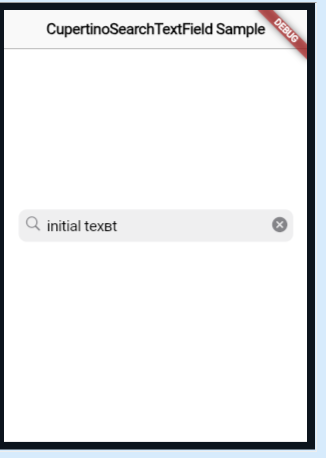 CupertinoSearchTextField Sample
DEBUG
initial texвt